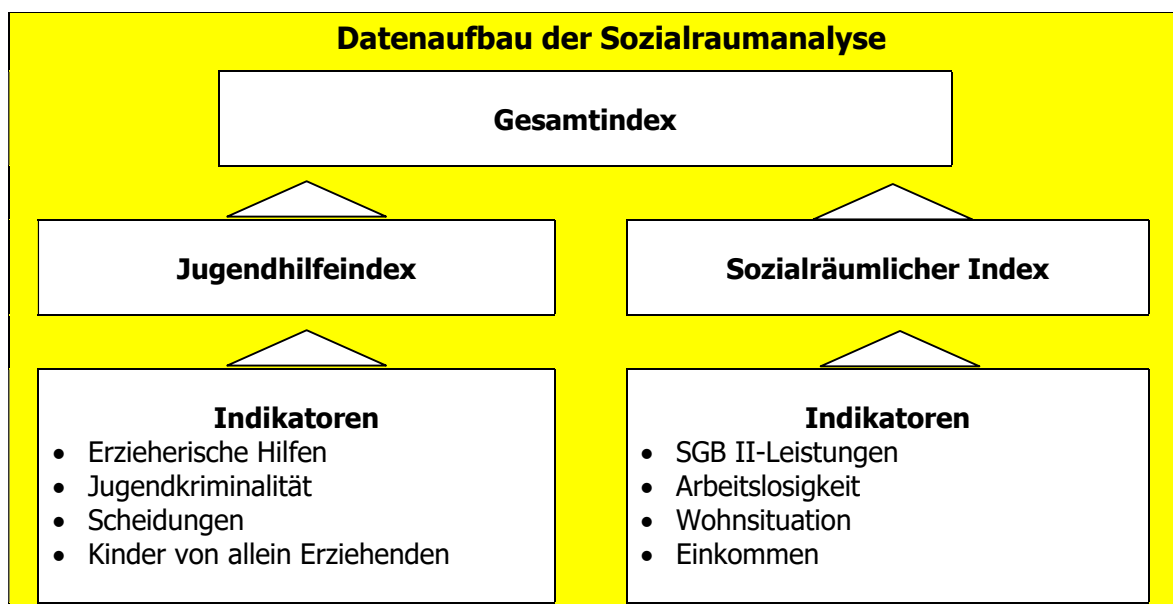 Datenaufbau der Sozialraumanalyse
Gesamtindex
Jugendhilfeindex
Sozialräumlicher Index
Indikatoren
• Erzieherische Hilfen
• Jugendkriminalität
• Scheidungen
• Kinder von allein Erziehenden
Indikatoren
• SGB II-Leistungen
• Arbeitslosigkeit
• Wohnsituation
• Einkommen